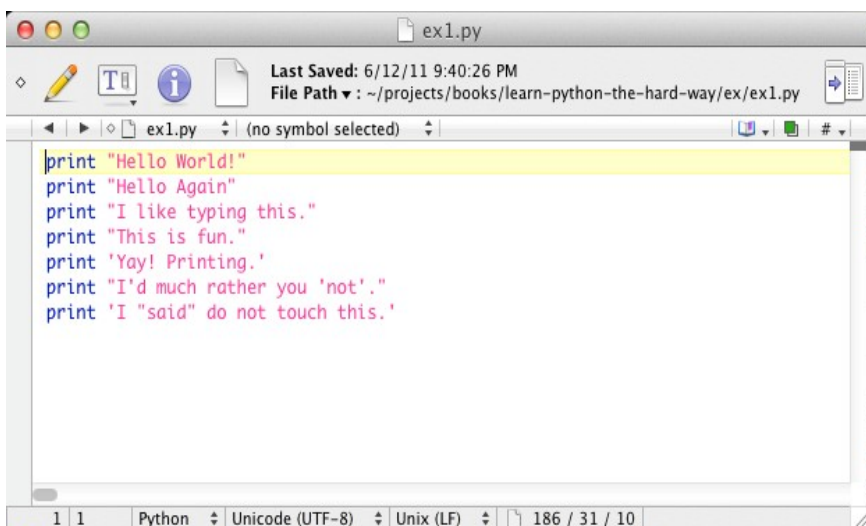 ex1.py
Last Saved: 6/12/11 9:40:26 PM
File Path ▾ : ~/projects/books/learn-python-the-hard-way/ex/ex1.py
ex1.py (no symbol selected) #
print "Hello World!"
print "Hello Again"
print "I like typing this."
print "This is fun."
print 'Yay! Printing.'
print "I'd much rather you 'not'."
print 'I "said" do not touch this.'
1 1 Python Unicode (UTF-8) Unix (LF) 186 / 31 / 10